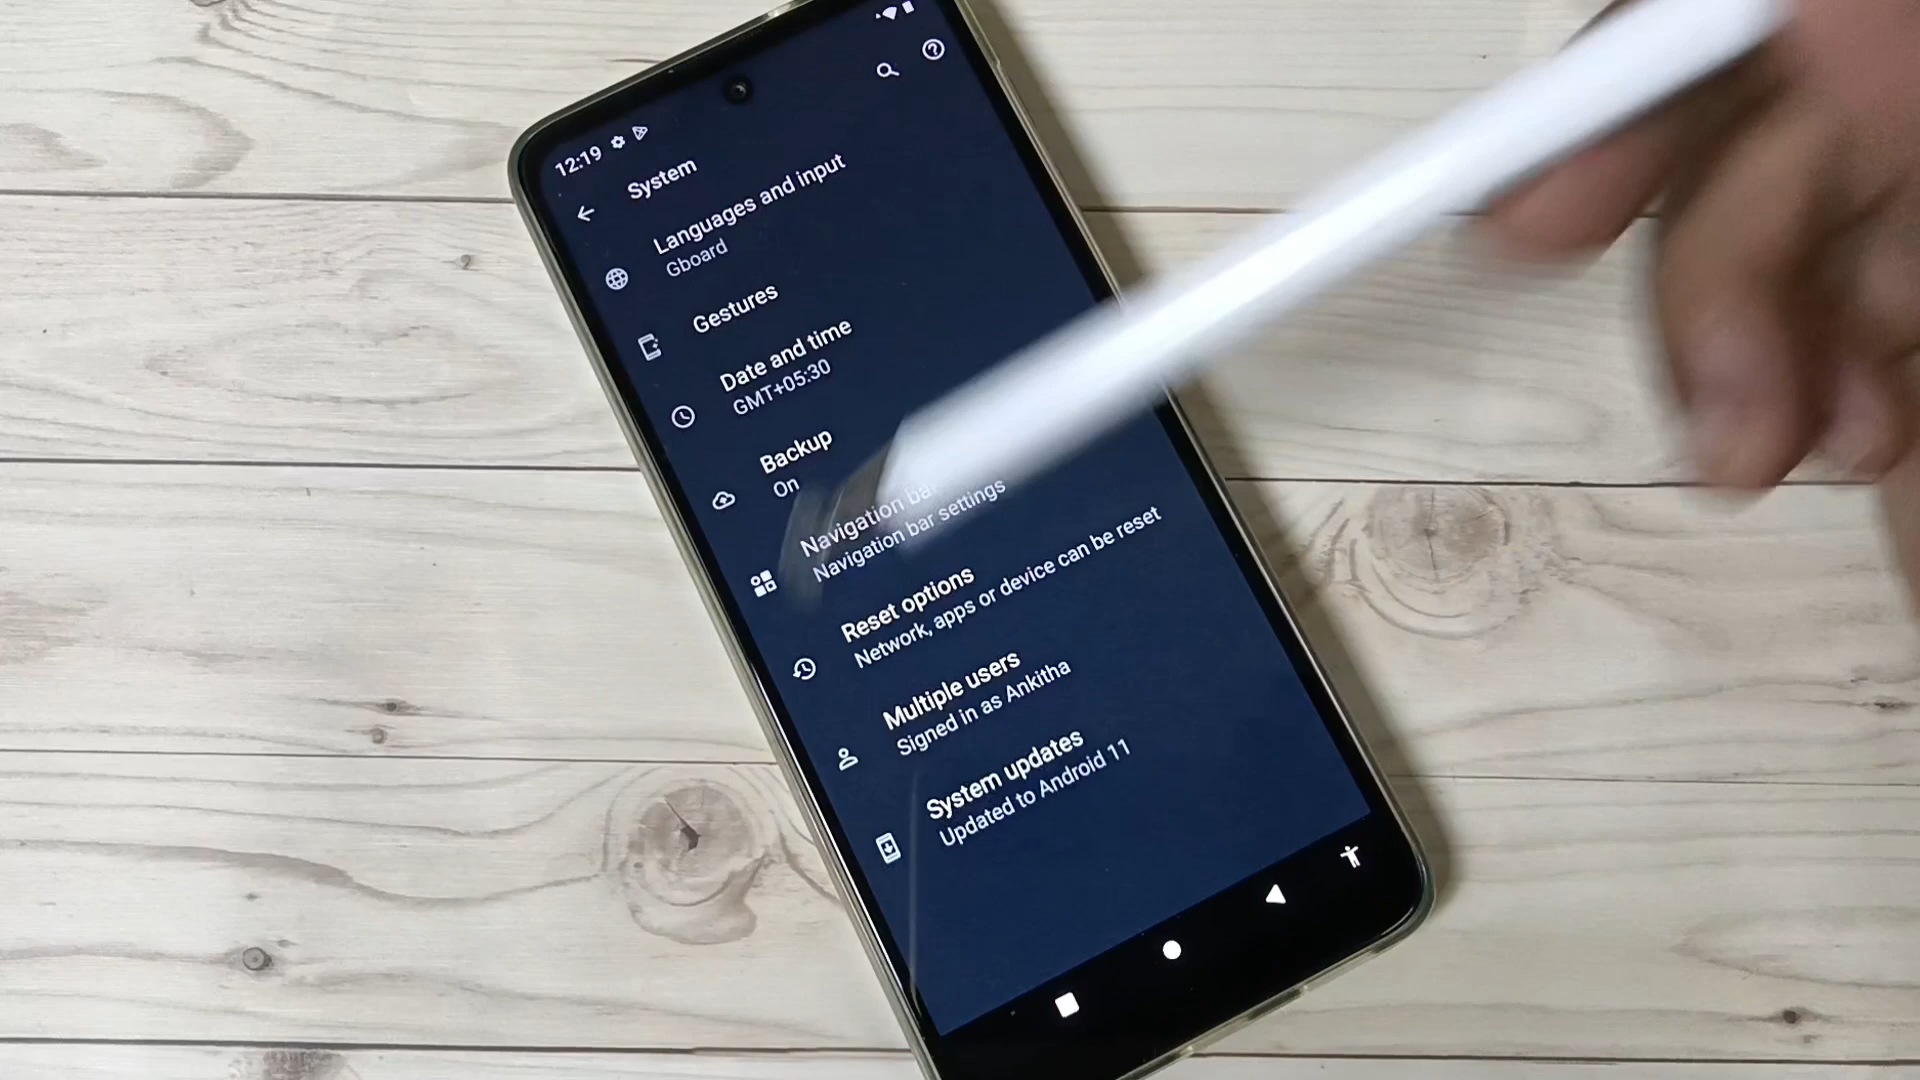 12:19
System
Languages and input
Gboard
Gestures
Date and time
GMT+05:30
Backup
On
Navigation bar
Navigation bar settings
Reset options
Network, apps or device can be reset
Multiple users
Signed in as Ankitha
System updates
Updated to Android 11